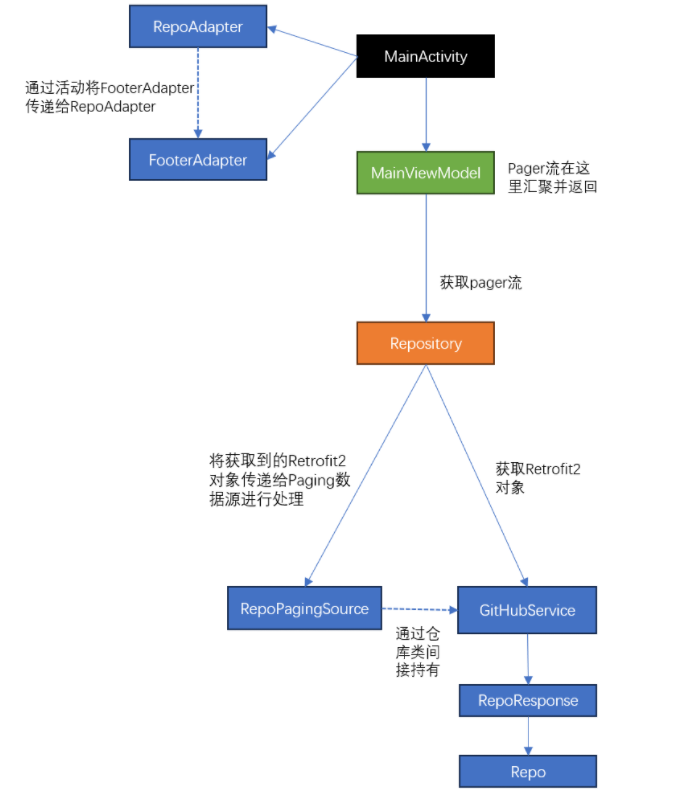 RepoAdapter
MainActivity
通过活动将FooterAdapter
传递给RepoAdapter
FooterAdapter
MainViewModel
Pager流在这
里汇聚并返回
获取pager流
Repository
将获取到的Retrofit2
对象传递给Paging数
据源进行处理
获取Retrofit2
对象
RepoPagingSource
GitHubService
通过仓
库类间
接持有
RepoResponse
Repo